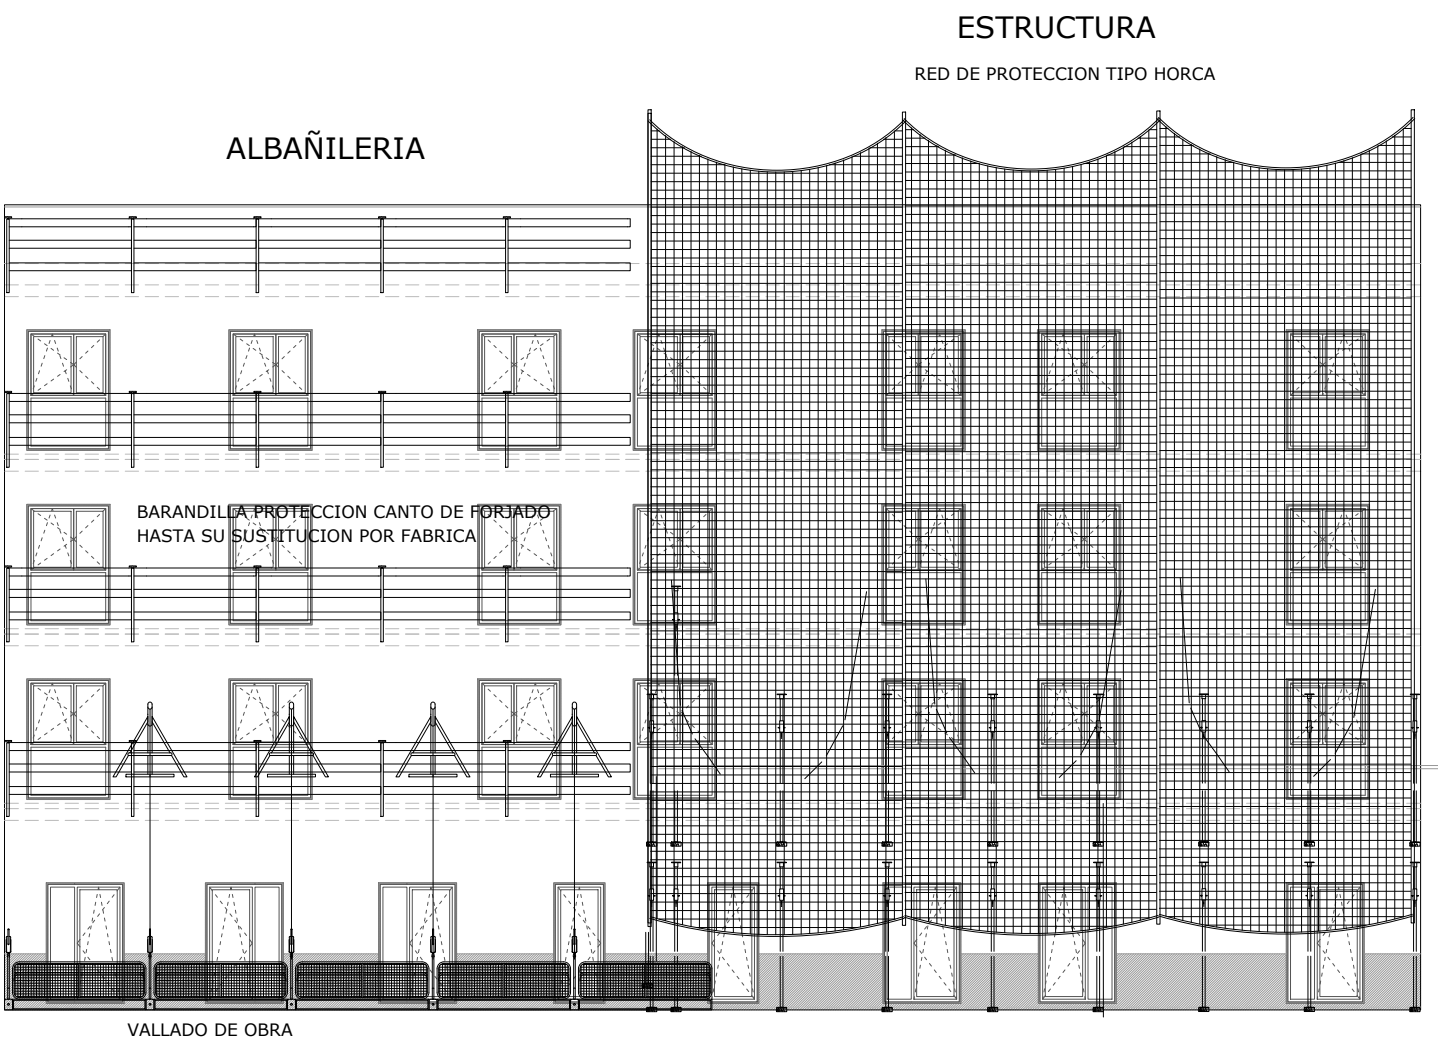 ESTRUCTURA
RED DE PROTECCION TIPO HORCA
ALBAÑILERIA
BARANDILLA PROTECCION CANTO DE FORJADO
HASTA SU SUSTITUCION POR FABRICA
VALLADO DE OBRA